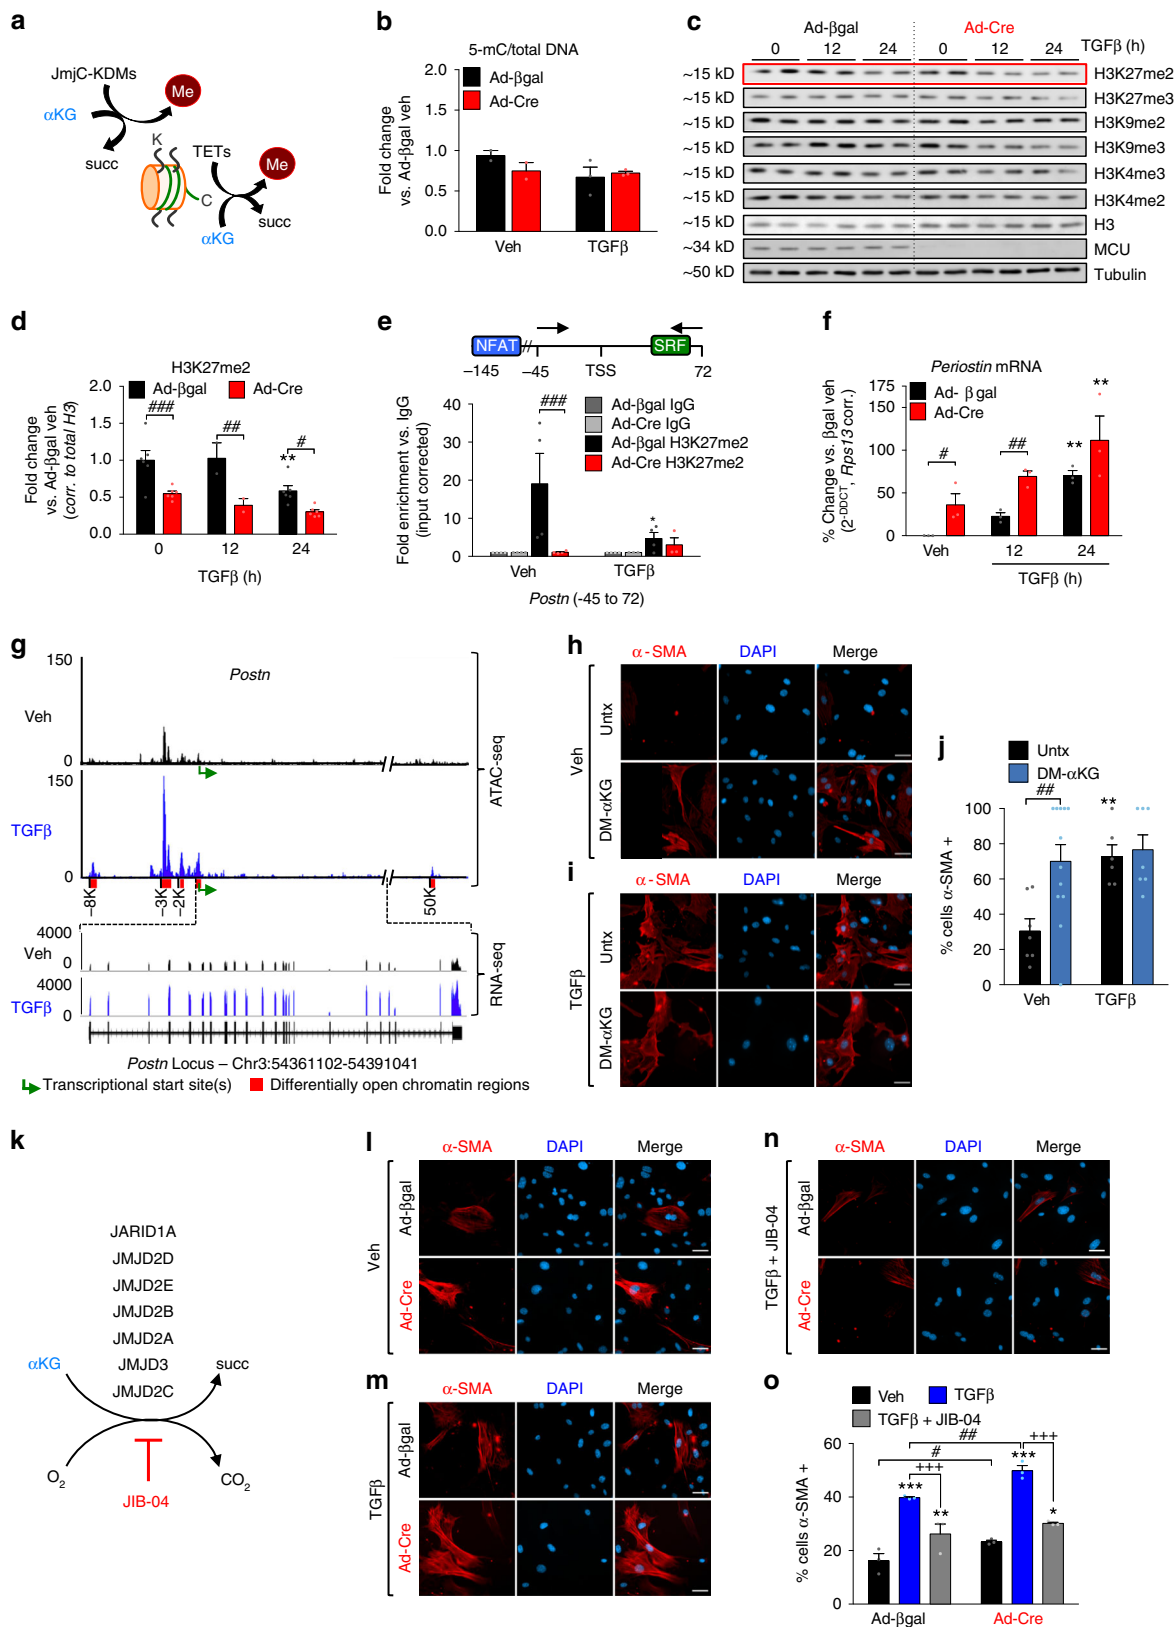 a
JmjC-KDMs
Me
αKG
succ
K
TETs
Me
C
succ
αKG
b
5-mC/total DNA
Fold change
vs. Ad-βgal veh
2.0
1.5
1.0
0.5
0.0
Ad-βgal
Ad-Cre
Veh
TGFβ
c
Ad-βgal
Ad-Cre
0 12 24 0 12 24 TGFβ (h)
~15 kD H3K27me2
~15 kD H3K27me3
~15 kD H3K9me2
~15 kD H3K9me3
~15 kD H3K4me3
~15 kD H3K4me2
~15 kD H3
~34 kD MCU
~50 kD Tubulin
d
H3K27me2
Ad-βgal Ad-Cre
Fold change
vs. Ad-βgal veh
(corr. to total H3)
2.0
1.5
1.0
0.5
0.0
###
##
**
#
0 12 24
TGFβ (h)
e
NFAT // SRF
–145 –45 TSS 72
Fold enrichment vs. IgG
(input corrected)
40
30
20
10
0
###
*
Ad-βgal IgG
Ad-Cre IgG
Ad-βgal H3K27me2
Ad-Cre H3K27me2
Veh TGFβ
Postn (-45 to 72)
f
Periostin mRNA
% Change vs. βgal veh
(2-DDCT, Rps13 corr.)
175
125
75
50
25
0
Ad- β gal
Ad-Cre
#
##
**
**
Veh 12 24
TGFβ (h)
g
150
Postn
Veh
0
150
TGFβ
0
ATAC-seq
–8K –3K –2K 50K
4000
Veh
0
4000
TGFβ
0
RNA-seq
Postn Locus – Chr3:54361102-54391041
Transcriptional start site(s) Differentially open chromatin regions
h
α-SMA DAPI Merge
Veh
Untx
DM-αKG
i
α-SMA DAPI Merge
TGFβ
Untx
DM-αKG
j
Untx
DM-αKG
% cells α-SMA +
100
80
60
40
20
0
##
**
Veh TGFβ
k
JARID1A
JMJD2D
JMJD2E
JMJD2B
JMJD2A
JMJD3
JMJD2C
αKG
succ
O2
CO2
JIB-04
l
α-SMA DAPI Merge
Veh
Ad-βgal
Ad-Cre
m
α-SMA DAPI Merge
TGFβ
Ad-βgal
Ad-Cre
n
α-SMA DAPI Merge
TGFβ + JIB-04
Ad-βgal
Ad-Cre
o
Veh TGFβ
TGFβ + JIB-04
% cells α-SMA +
60
40
20
0
##
#
+++
+++
***
**
***
*
Ad-βgal Ad-Cre